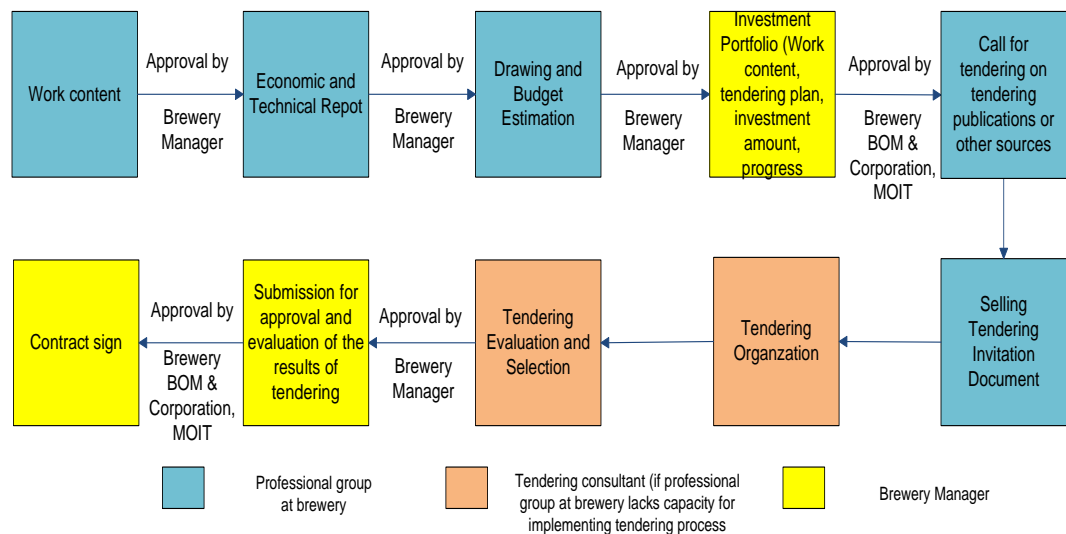 Work content
Approval by
Brewery
Manager
Economic and
Technical Repot
Approval by
Brewery
Manager
Drawing and
Budget
Estimation
Approval by
Brewery
Manager
Investment
Portfolio (Work
content,
tendering plan,
investment
amount,
progress
Approval by
Brewery
BOM &
Corporation,
MOIT
Call for
tendering on
tendering
publications or
other sources
Selling
Tendering
Invitation
Document
Tendering
Organzation
Tendering
Evaluation and
Selection
Approval by
Brewery
Manager
Submission for
approval and
evaluation of the
results of
tendering
Approval by
Brewery
BOM &
Corporation,
MOIT
Contract sign
Professional group
at brewery
Tendering consultant (if professional
group at brewery lacks capacity for
implementing tendering process
Brewery Manager